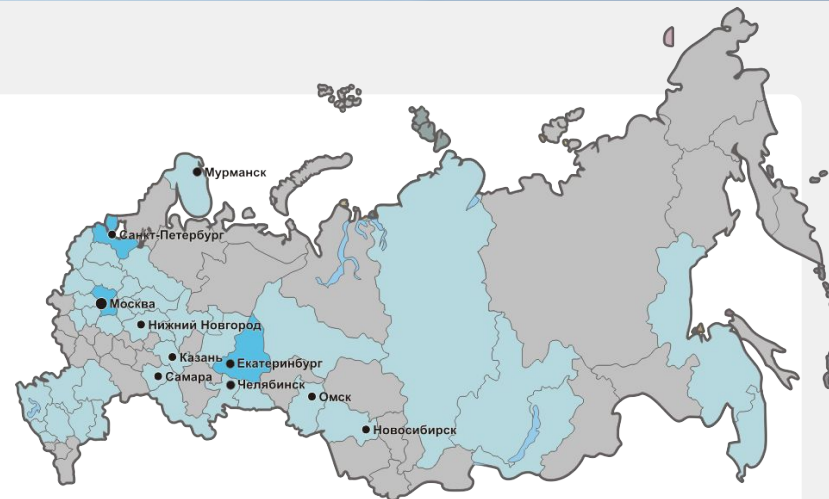 Мурманск
Санкт-Петербург
Москва
Нижний Новгород
Казань
Екатеринбург
Самара
Челябинск
Омск
Новосибирск